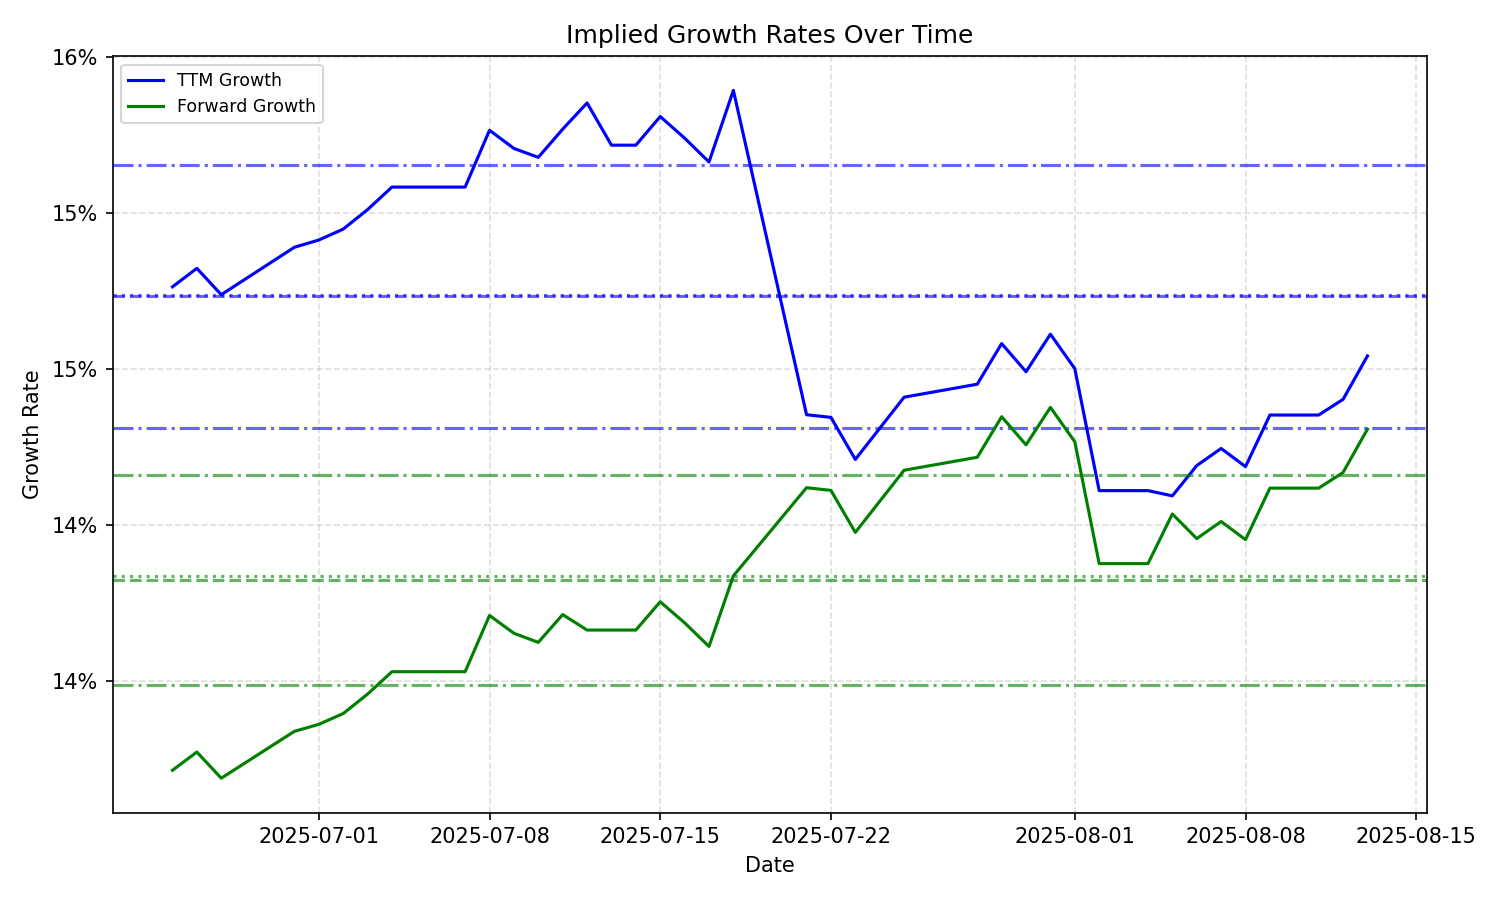 Implied Growth Rates Over Time
16%
15%
15%
14%
14%
Growth Rate
TTM Growth
Forward Growth
2025-07-01
2025-07-08
2025-07-15
2025-07-22
2025-08-01
2025-08-08
2025-08-15
Date